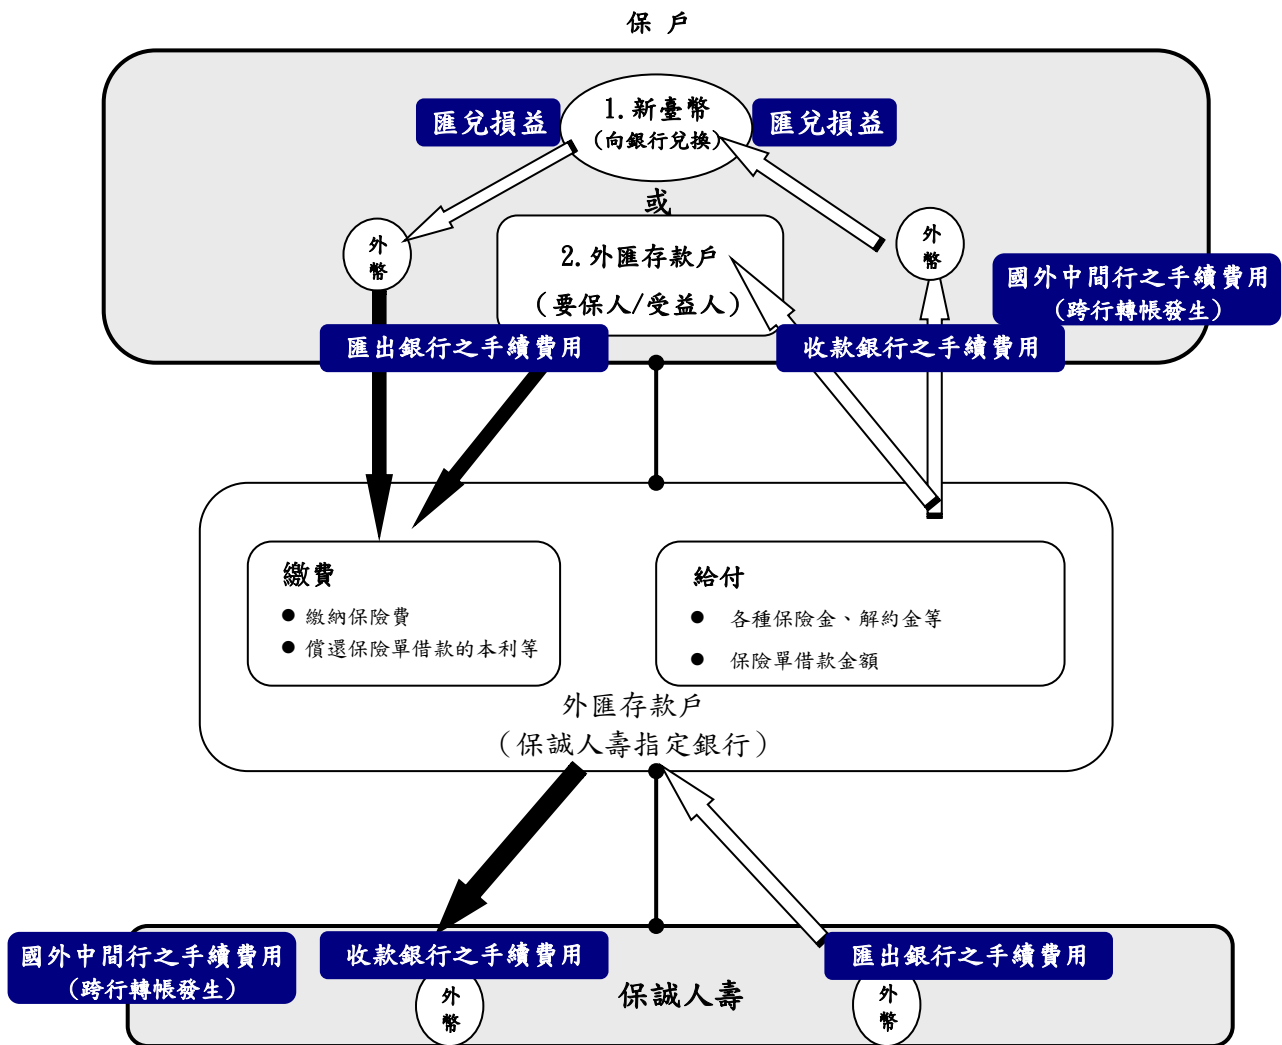 保 戶
匯兌損益
1.新臺幣
(向銀行兌換)
匯兌損益
或
外
幣
2.外匯存款戶
（要保人/受益人）
外
幣
國外中間行之手續費用
(跨行轉帳發生)
匯出銀行之手續費用
收款銀行之手續費用
繳費
● 繳納保險費
● 償還保險單借款的本利等
給付
● 各種保險金、解約金等
● 保險單借款金額
外匯存款戶
（保誠人壽指定銀行）
國外中間行之手續費用
(跨行轉帳發生)
收款銀行之手續費用
匯出銀行之手續費用
外
幣
保誠人壽
外
幣